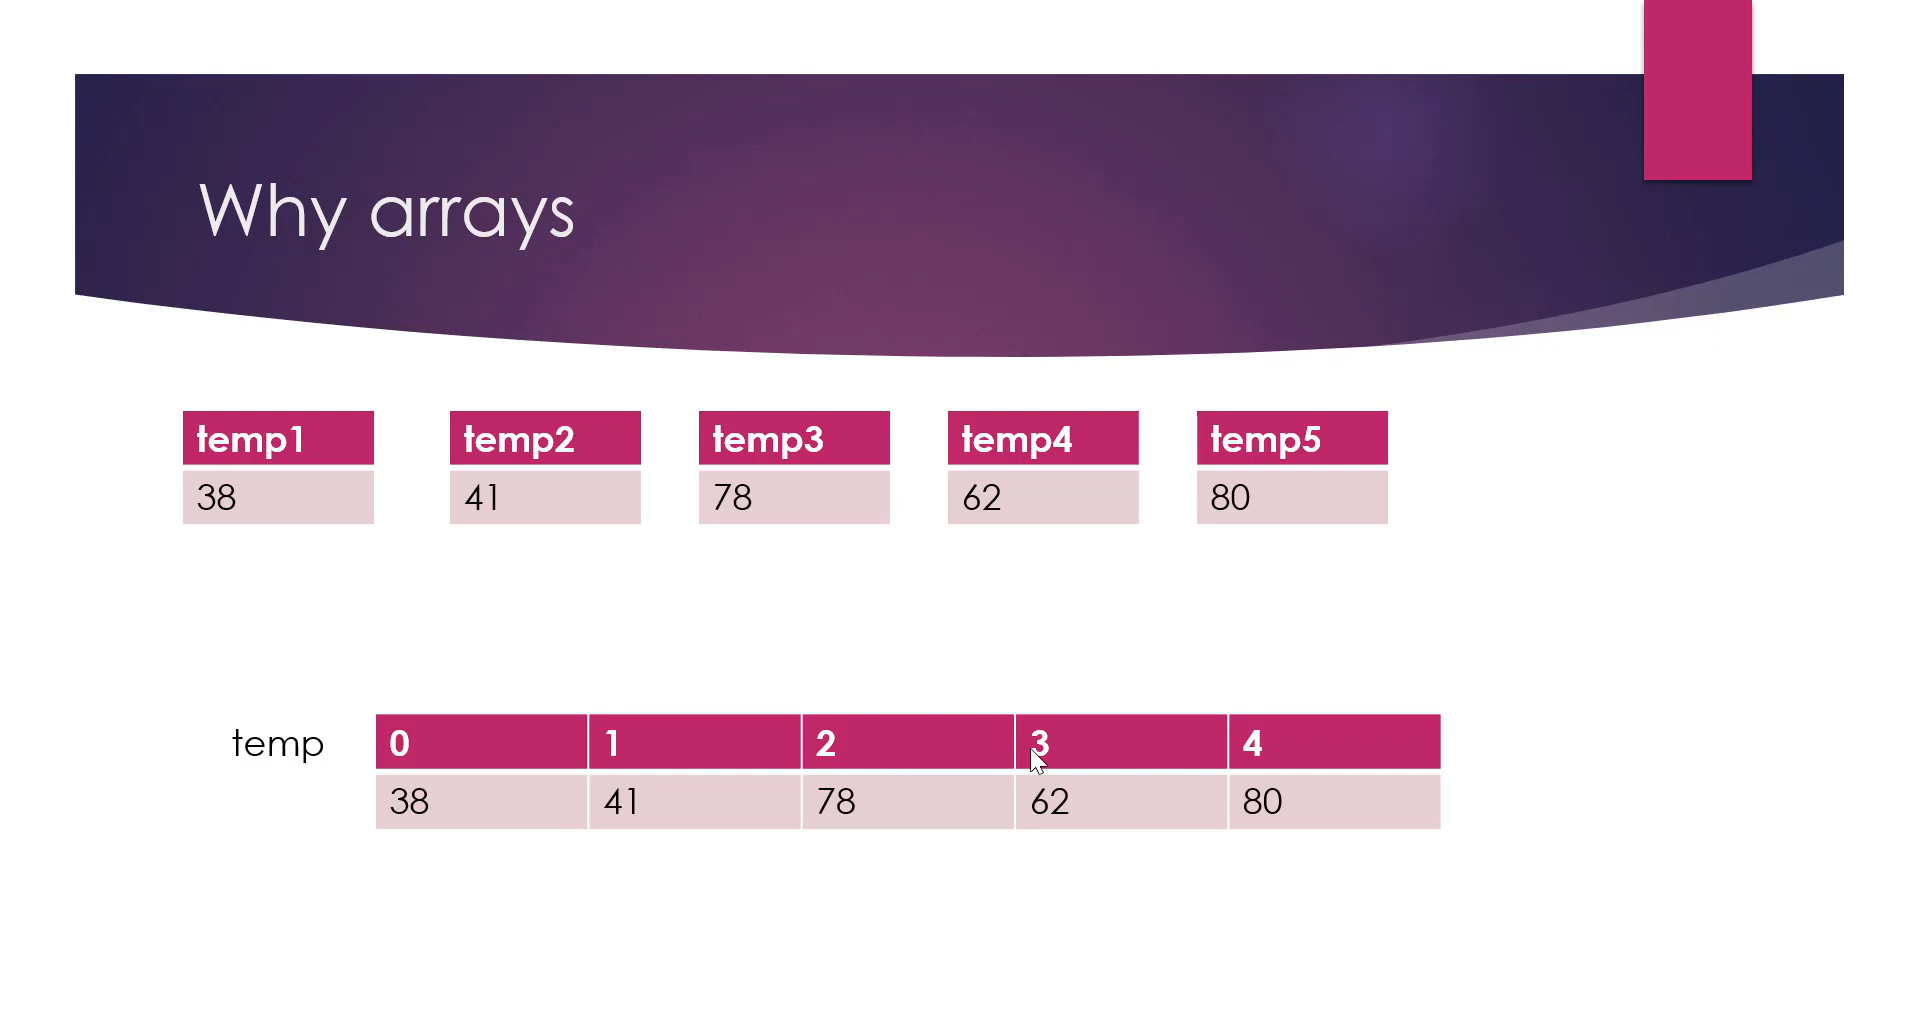 Why arrays
temp1 temp2 temp3 temp4 temp5
38 41 78 62 80
temp 0 1 2 3 4
38 41 78 62 80